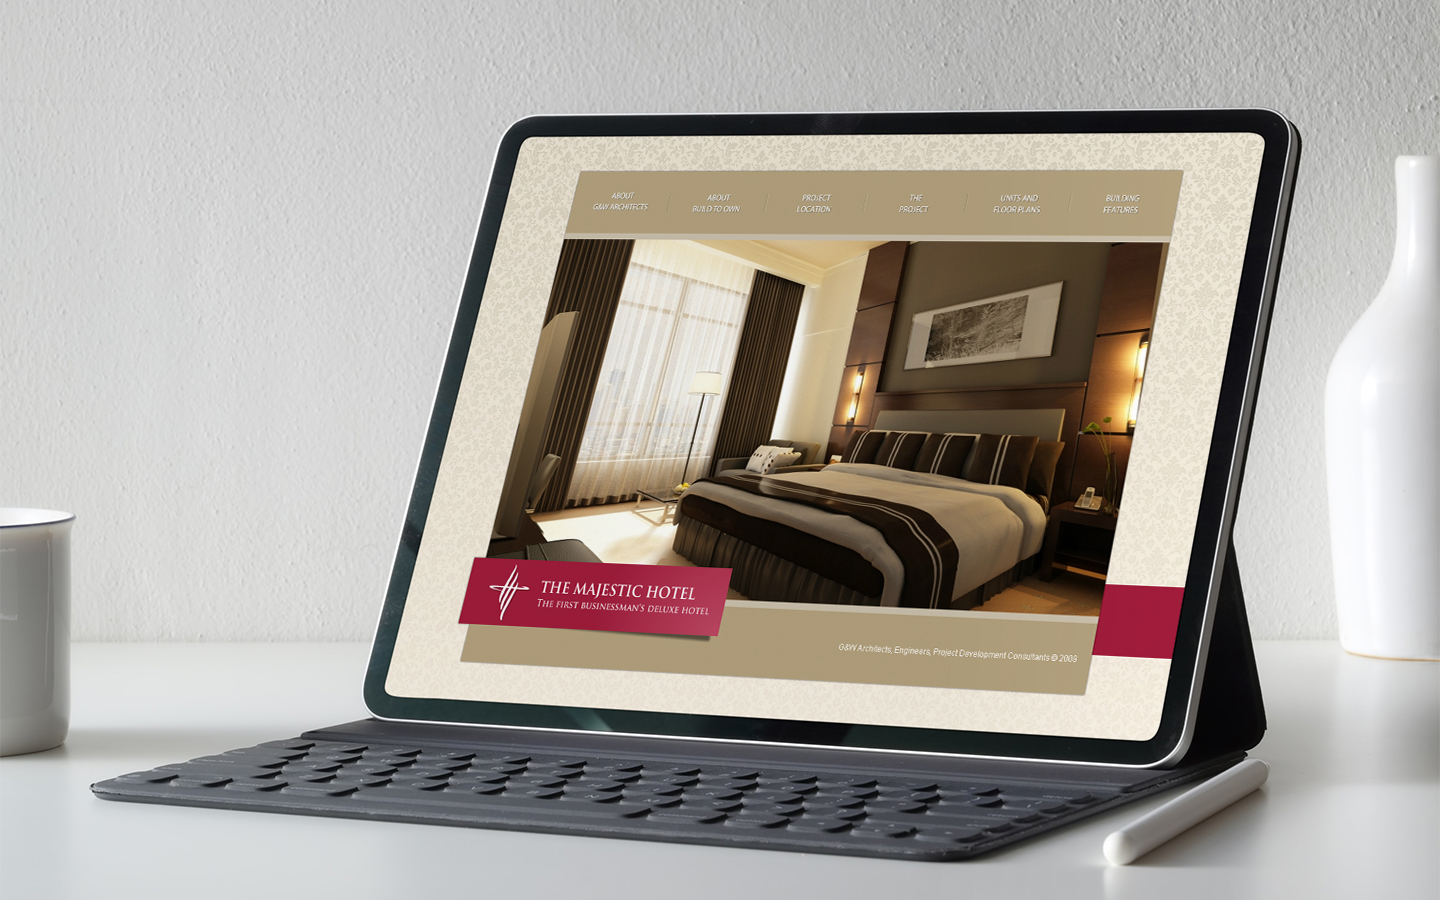 ABOUT
G&W ARCHITECTS
ABOUT
BUILD TO OWN
PROJECT
LOCATION
THE
PROJECT
UNITS AND
FLOOR PLANS
BUILDING
FEATURES
THE MAJESTIC HOTEL
THE FIRST BUSINESSMAN'S DELUXE HOTEL
G&W Architects, Engineers, Project Development Consultants © 2009